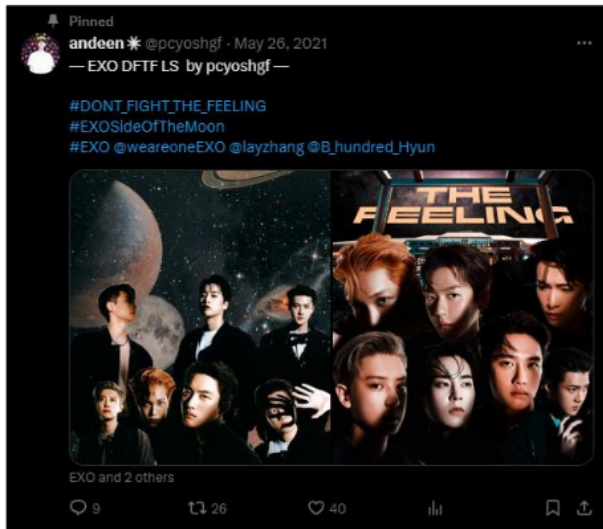 Pinned
andeen ✴ @pcyoshgf · May 26, 2021
— EXO DFTF LS by pcyoshgf —
#DONT_FIGHT_THE_FEELING
#EXOSideOfTheMoon
#EXO @weareoneEXO @layzhang @B_hundred_Hyun
THE
FEELING
EXO and 2 others
9 26 40